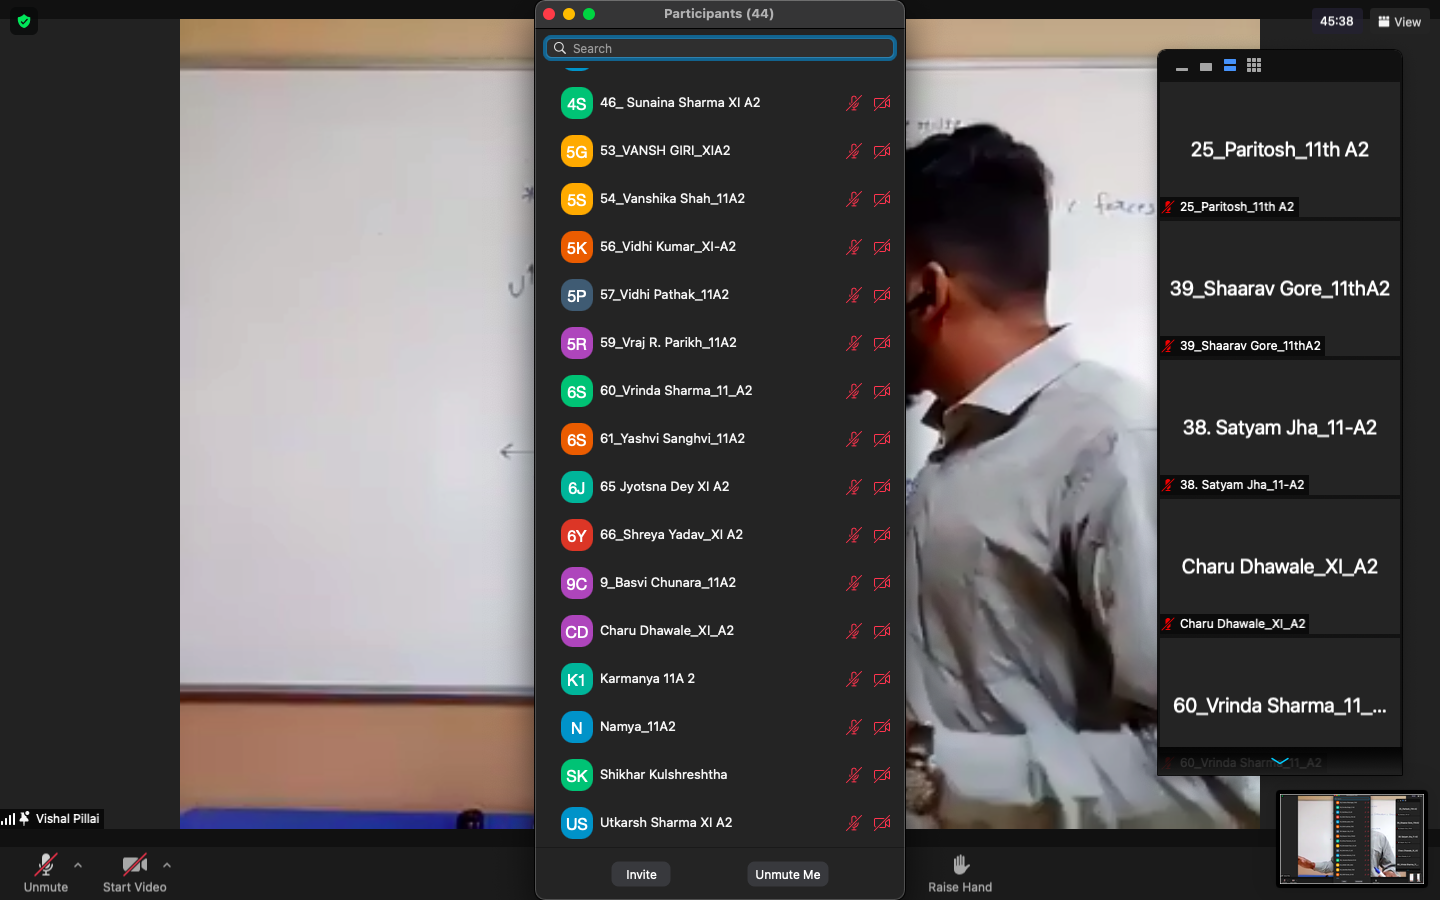 Participants (44)
45:38
View
Search
4S 46_ Sunaina Sharma XI A2
5G 53_VANSH GIRI_XIA2
5S 54_Vanshika Shah_11A2
5K 56_Vidhi Kumar_XI-A2
5P 57_Vidhi Pathak_11A2
5R 59_Vraj R. Parikh_11A2
6S 60_Vrinda Sharma_11_A2
6S 61_Yashvi Sanghvi_11A2
6J 65 Jyotsna Dey XI A2
6Y 66_Shreya Yadav_XI A2
9C 9_Basvi Chunara_11A2
CD Charu Dhawale_XI_A2
K1 Karmanya 11A 2
N Namya_11A2
SK Shikhar Kulshreshtha
US Utkarsh Sharma XI A2
Invite
Unmute Me
forces
25_Paritosh_11th A2
25_Paritosh_11th A2
39_Shaarav Gore_11thA2
39_Shaarav Gore_11thA2
38. Satyam Jha_11-A2
38. Satyam Jha_11-A2
Charu Dhawale_XI_A2
Charu Dhawale_XI_A2
60_Vrinda Sharma_11_...
60_Vrinda Sharma_11_A2
Vishal Pillai
Unmute
Start Video
Raise Hand